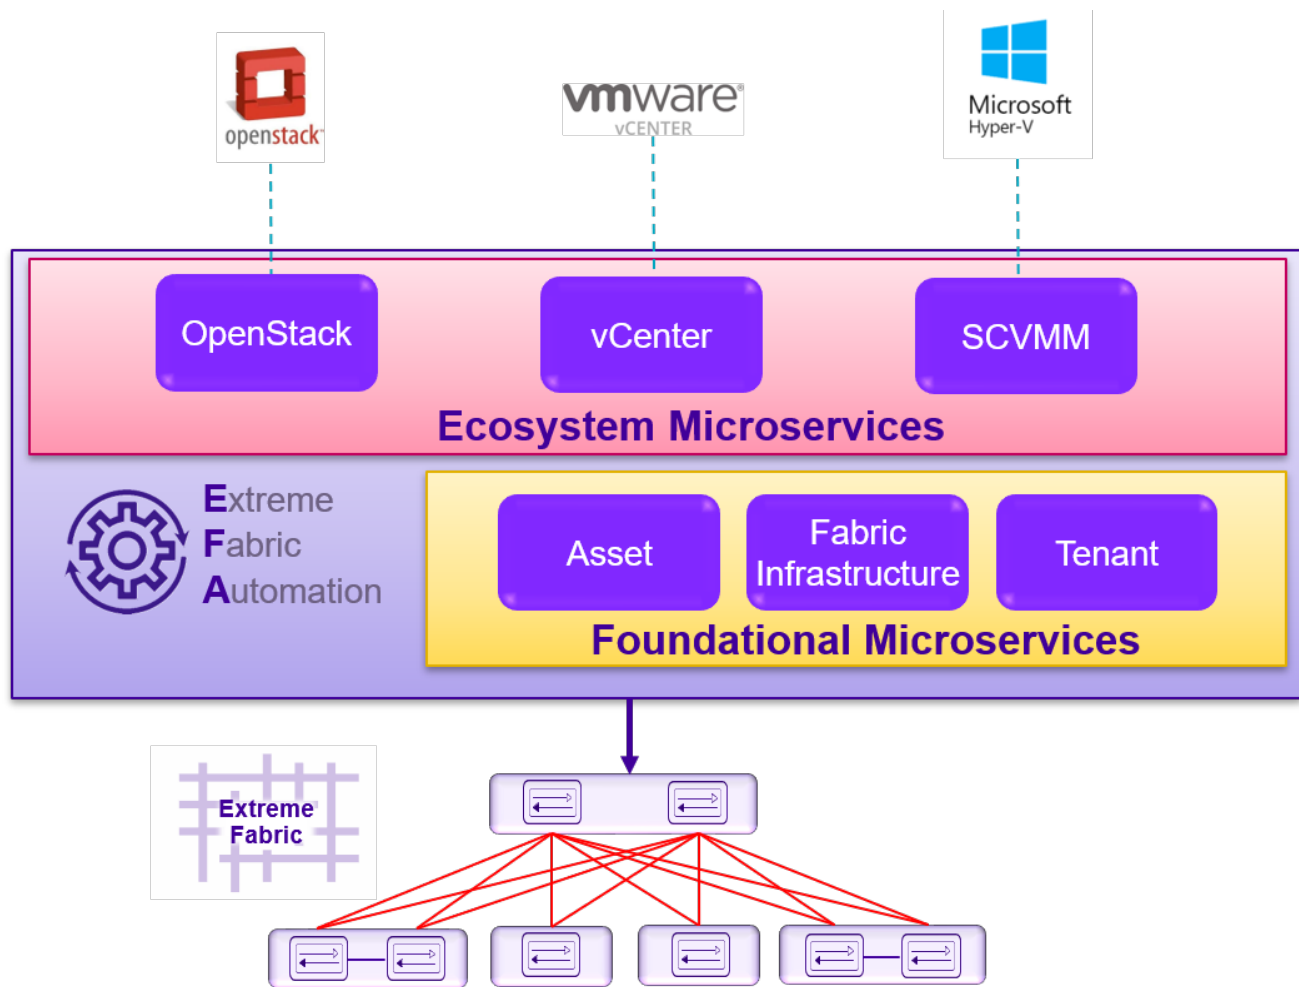 openstack
vmware®
vCENTER
Microsoft
Hyper-V
OpenStack
vCenter
SCVMM
Ecosystem Microservices
Extreme
Fabric
Automation
Asset
Fabric
Infrastructure
Tenant
Foundational Microservices
Extreme
Fabric